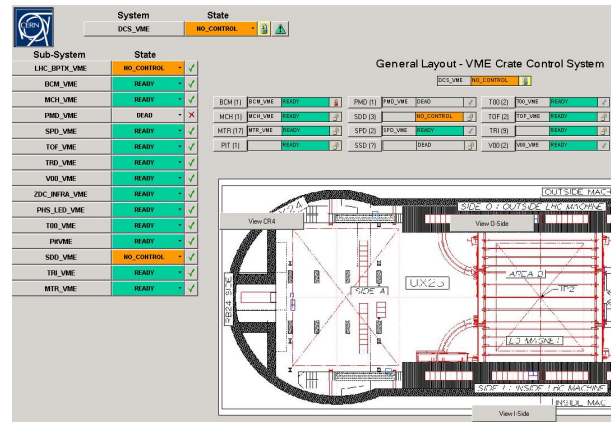 CERN
System State
DCS_VME NO_CONTROL
Sub-System State
LHC_BPTX_VME NO_CONTROL
BCM_VME READY
MCH_VME READY
PMD_VME DEAD
SPD_VME READY
TOF_VME READY
TRD_VME READY
V00_VME READY
ZDC_INFRA_VME READY
PHS_LED_VME READY
T00_VME READY
PitVME READY
SDD_VME NO_CONTROL
TRI_VME READY
MTR_VME READY
General Layout - VME Crate Control System
DCS_VME NO_CONTROL
BCM (1) BCM_VME READY PMD (1) PMD_VME DEAD T00 (2) T00_VME READY
MCH (1) MCH_VME READY SDD (3) NO_CONTROL TOF (2) TOF_VME READY
MTR (17) MTR_VME READY SPD (2) SPD_VME READY TRI (9) READY
PIT (1) READY SSD (7) DEAD V00 (2) V00_VME READY
OUTSIDE MAC
SIDE O : OUTSIDE LHC MACHINE
View CR4
View O-Side
RB24 SIDE
SIDE A
UX25
AREA D
IP2
L3 MAGNET
SIDE I : INSIDE LHC MACHINE
INSIDE MAC
View I-Side